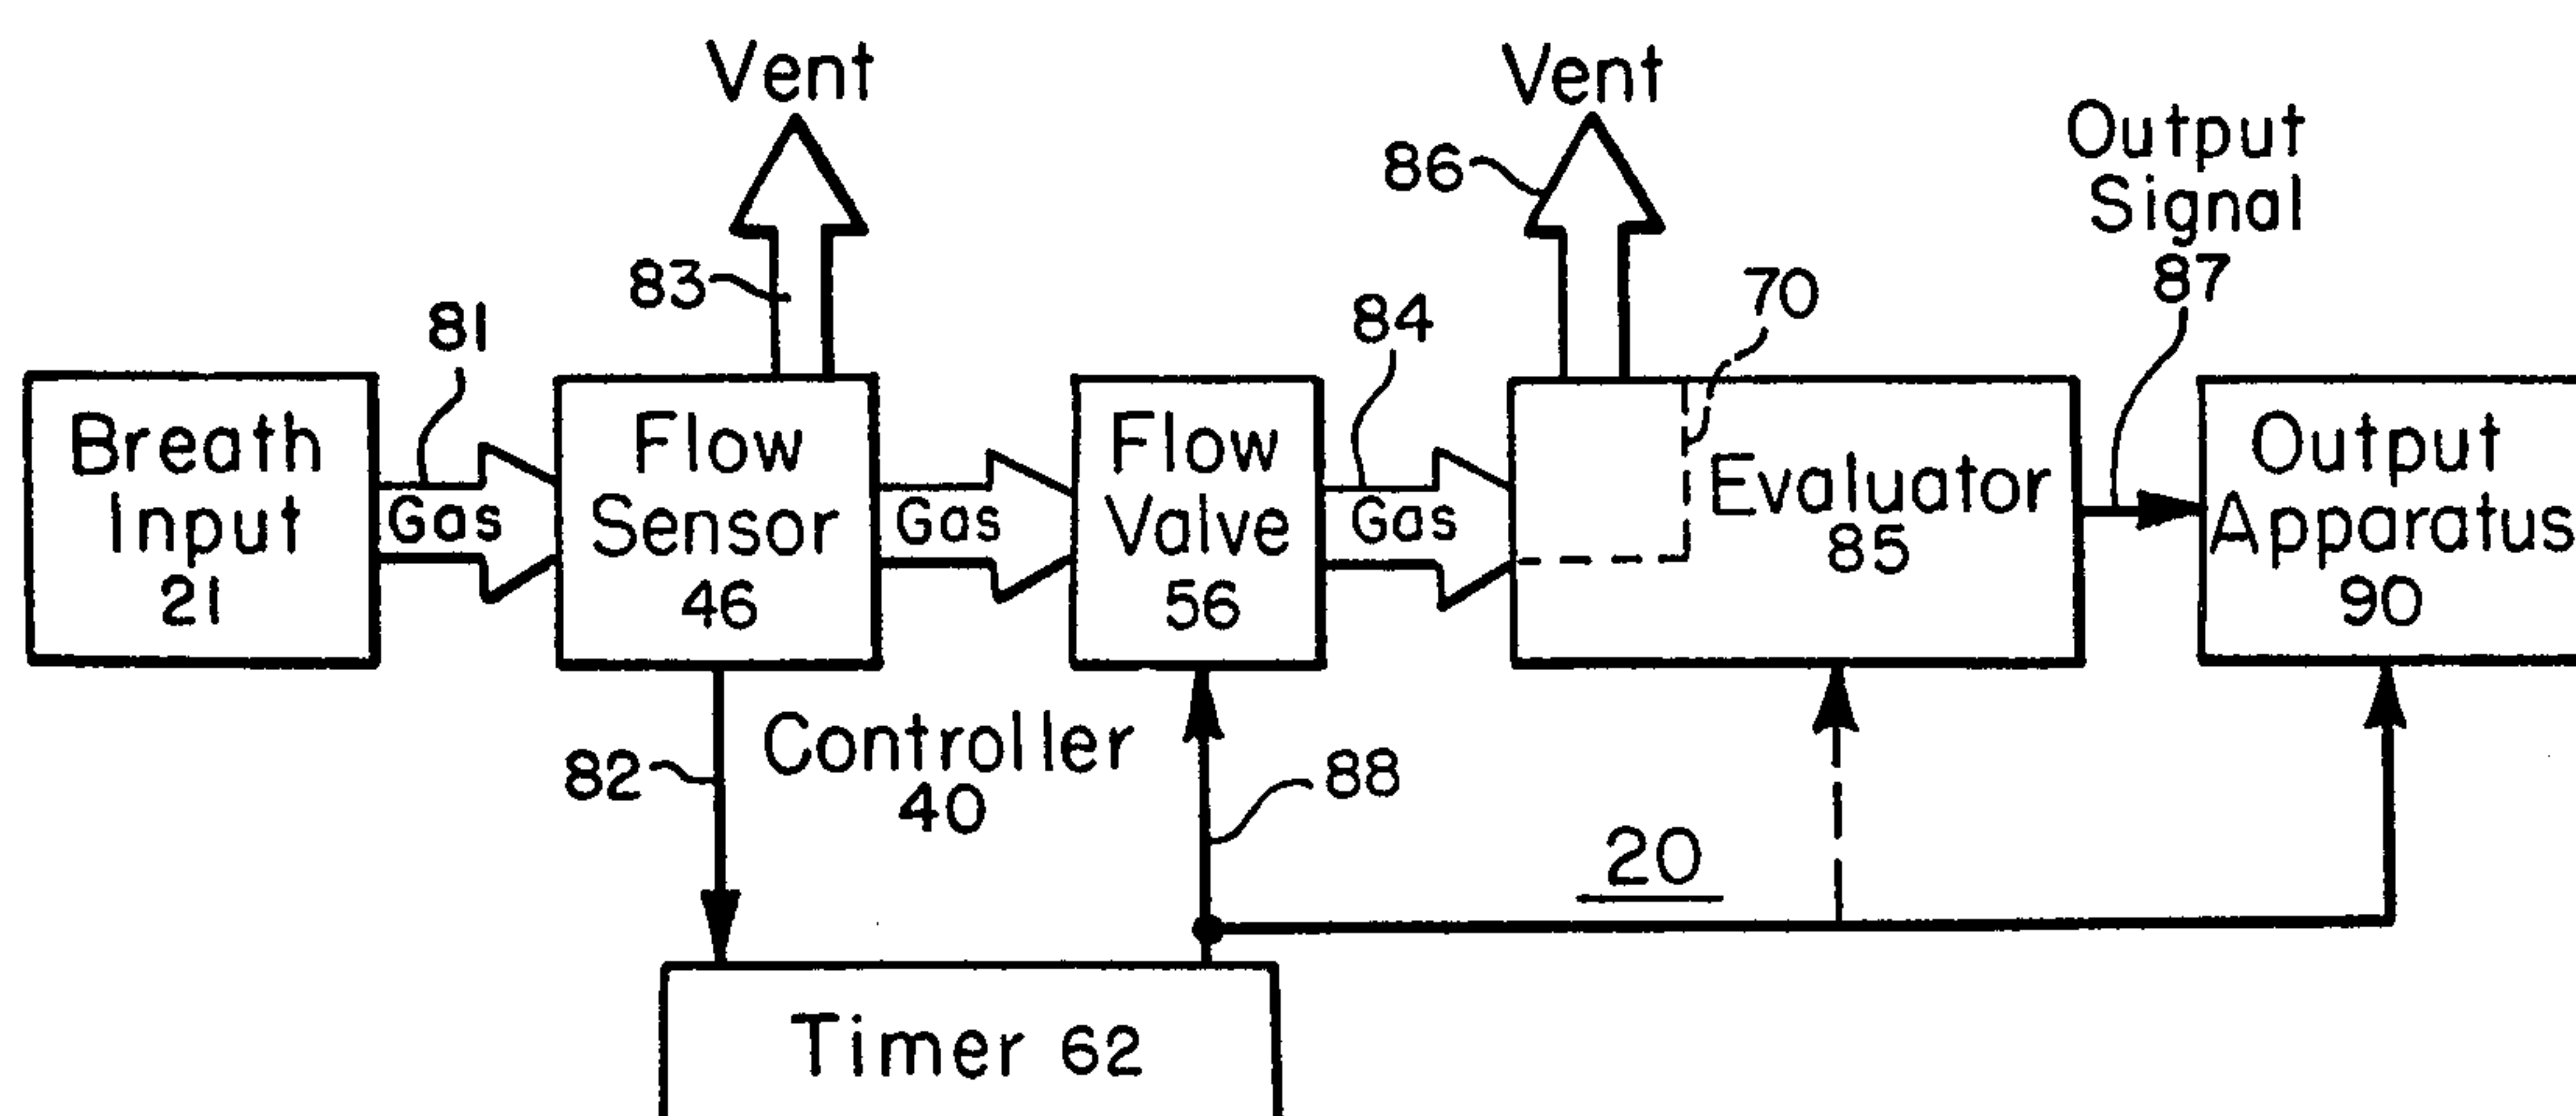 Vent
Vent
Output
Signal
86
87
83
70
81
84
Breath
Input
21
Gas
Flow
Sensor
46
Gas
Flow
Valve
56
Gas
Evaluator
85
Output
Apparatus
90
82
Controller
40
88
20
Timer 62